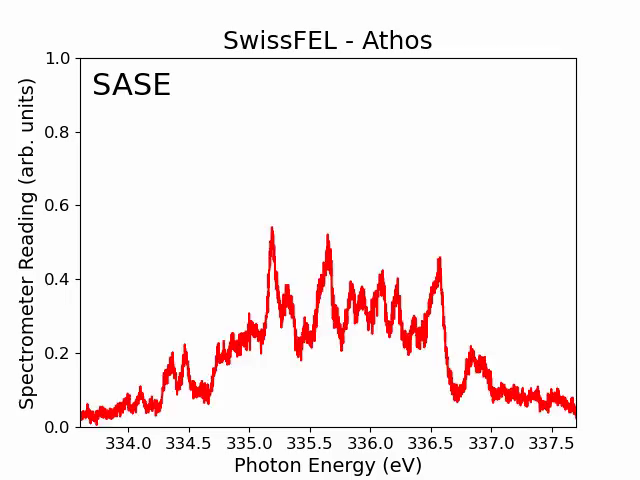 SwissFEL - Athos
SASE
Spectrometer Reading (arb. units)
1.0
0.8
0.6
0.4
0.2
0.0
334.0 334.5 335.0 335.5 336.0 336.5 337.0 337.5
Photon Energy (eV)